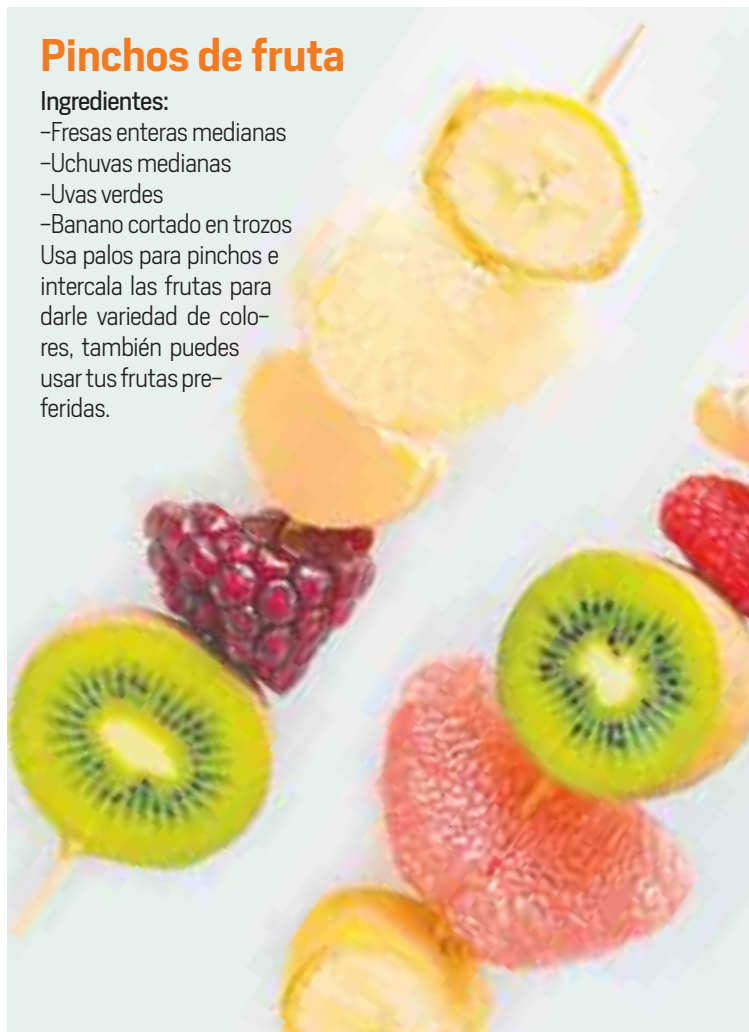 Pinchos de fruta
Ingredientes:
-Fresas enteras medianas
-Uchuvas medianas
-Uvas verdes
-Banano cortado en trozos
Usa palos para pinchos e
intercala las frutas para
darle variedad de colo-
res, también puedes
usar tus frutas pre-
feridas.